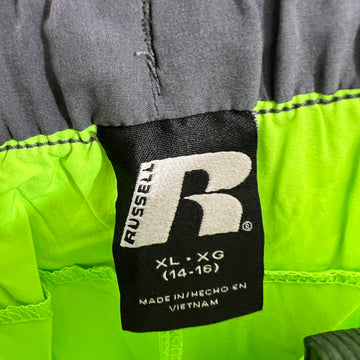 RUSSELL
R®
XL • XG
(14-16)
MADE IN/HECHO EN
VIETNAM